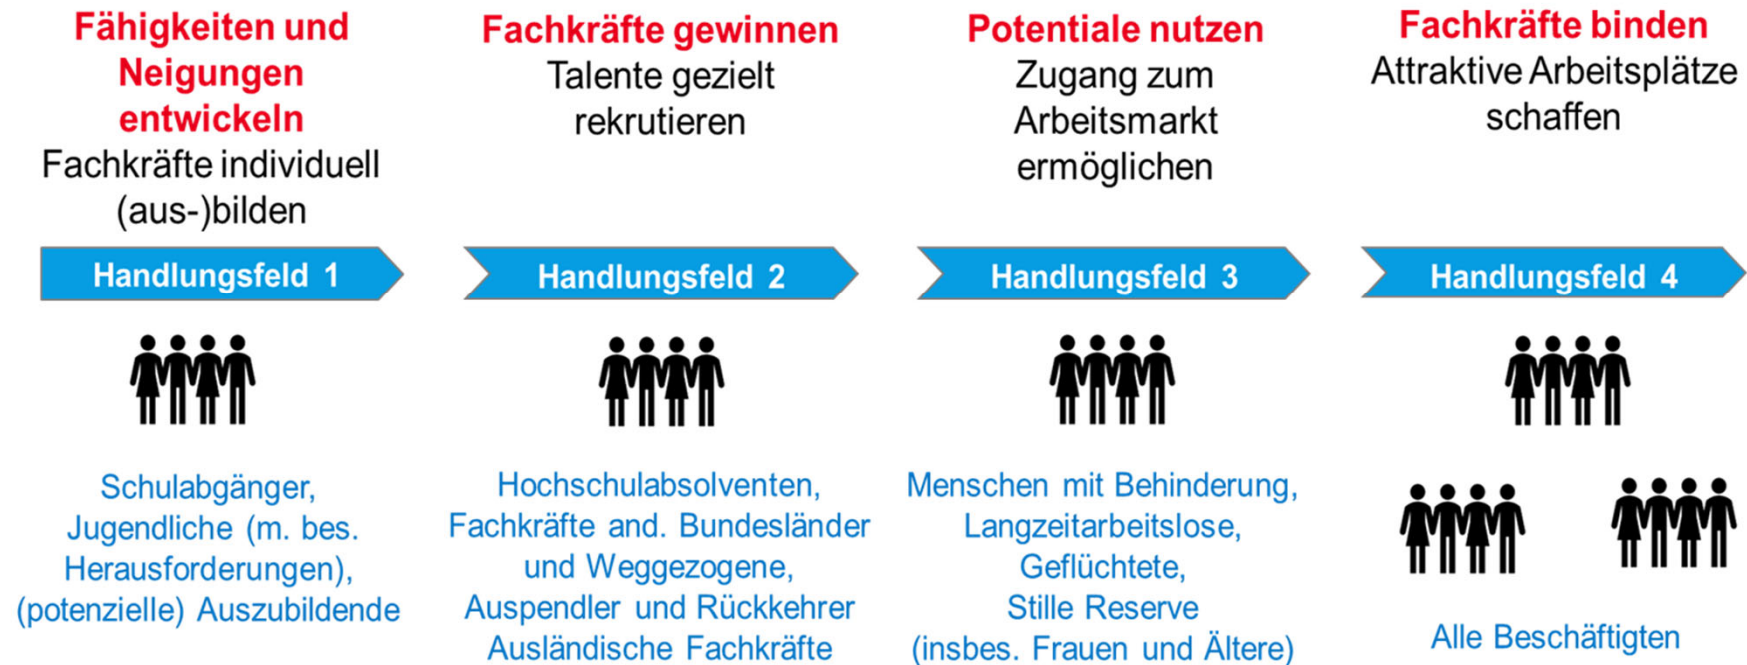 Fähigkeiten und
Neigungen
entwickeln
Fachkräfte individuell
(aus-)bilden
Handlungsfeld 1
Schulabgänger,
Jugendliche (m. bes.
Herausforderungen),
(potenzielle) Auszubildende
Fachkräfte gewinnen
Talente gezielt
rekrutieren
Handlungsfeld 2
Hochschulabsolventen,
Fachkräfte and. Bundesländer
und Weggezogene,
Auspendler und Rückkehrer
Ausländische Fachkräfte
Potentiale nutzen
Zugang zum
Arbeitsmarkt
ermöglichen
Handlungsfeld 3
Menschen mit Behinderung,
Langzeitarbeitslose,
Geflüchtete,
Stille Reserve
(insbes. Frauen und Ältere)
Fachkräfte binden
Attraktive Arbeitsplätze
schaffen
Handlungsfeld 4
Alle Beschäftigten